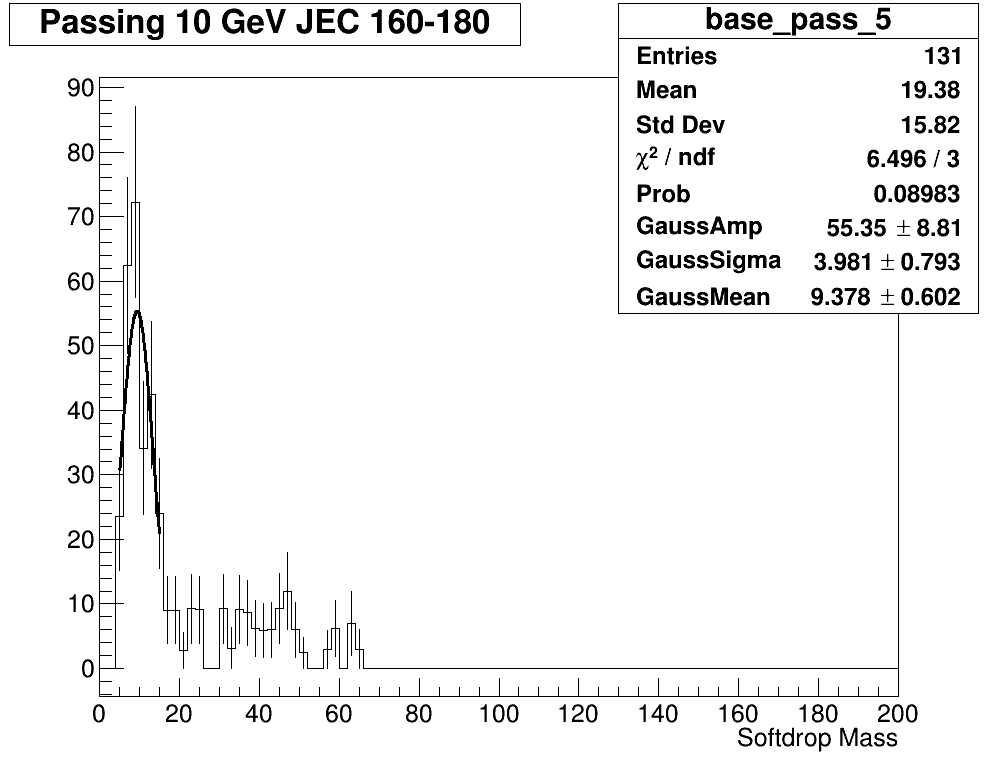 Passing 10 GeV JEC 160-180
base_pass_5
Entries 131
Mean 19.38
Std Dev 15.82
χ² / ndf 6.496 / 3
Prob 0.08983
GaussAmp 55.35 ± 8.81
GaussSigma 3.981 ± 0.793
GaussMean 9.378 ± 0.602
90
80
70
60
50
40
30
20
10
0
0 20 40 60 80 100 120 140 160 180 200
Softdrop Mass